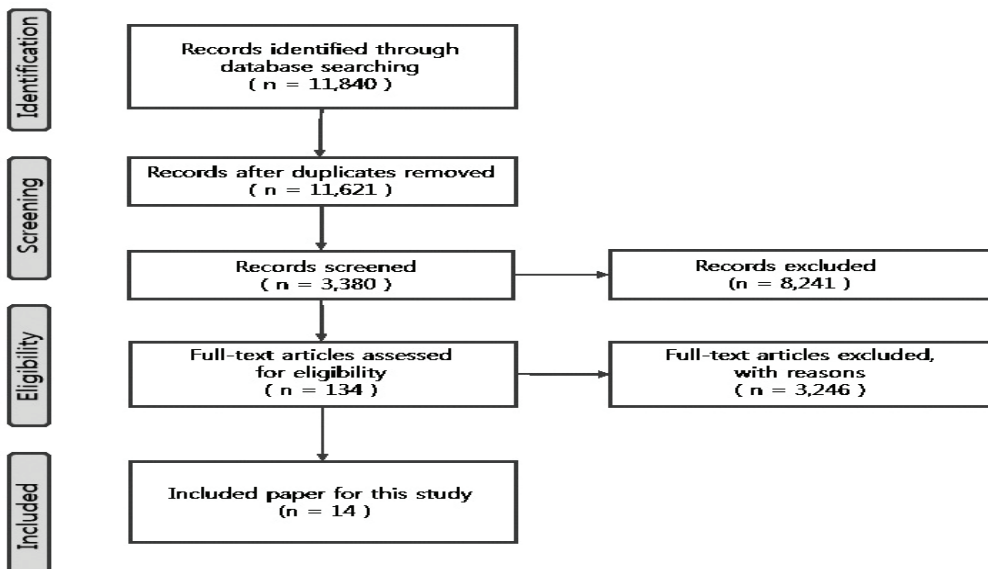 Identification
Records identified through
database searching
( n = 11,840 )
Screening
Records after duplicates removed
( n = 11,621 )
Records screened
( n = 3,380 )
Records excluded
(n = 8,241 )
Eligibility
Full-text articles assessed
for eligibility
( n = 134 )
Full-text articles excluded,
with reasons
( n = 3,246 )
Included
Included paper for this study
(n = 14 )